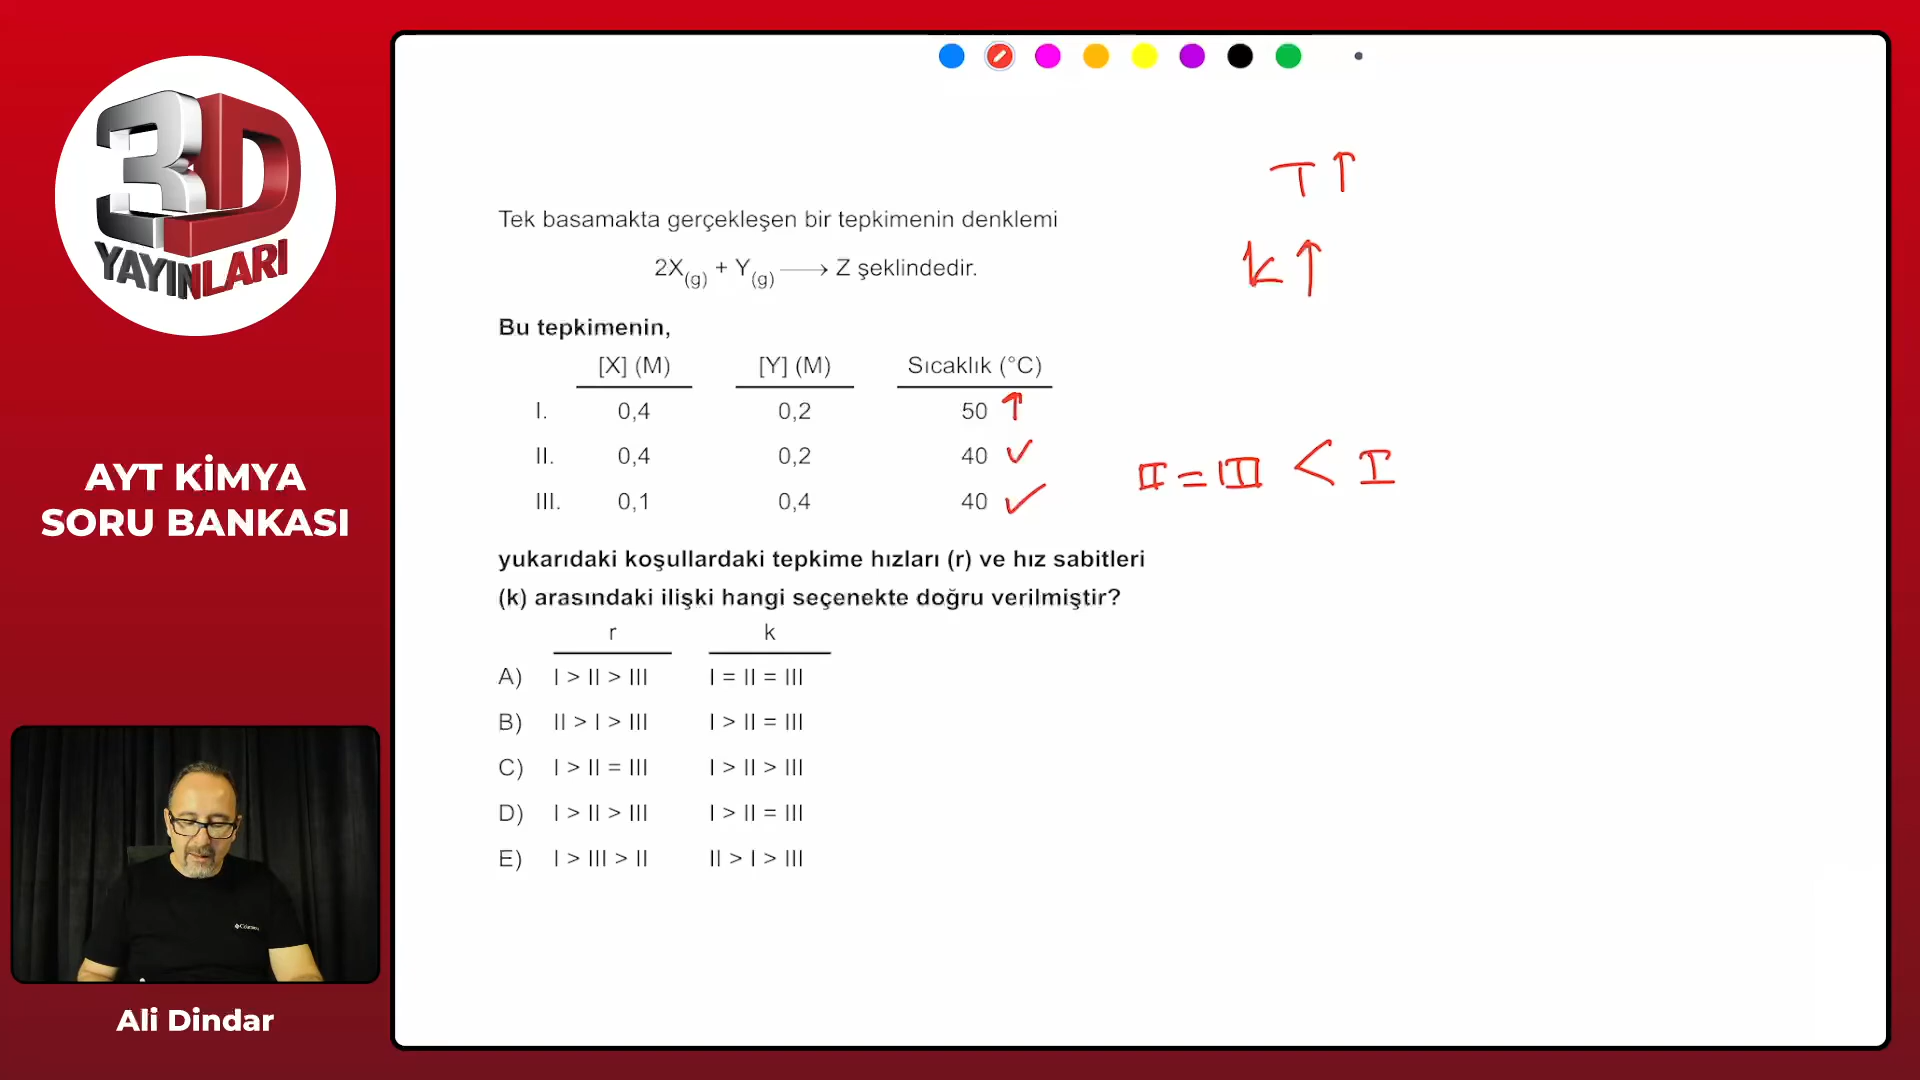 3D
YAYINLARI
AYT KİMYA
SORU BANKASI
Ali Dindar
Tek basamakta gerçekleşen bir tepkimenin denklemi
2X(g) + Y(g) ⟶ Z şeklindedir.
Bu tepkimenin,
[X] (M) [Y] (M) Sıcaklık (°C)
I. 0,4 0,2 50 ↑
II. 0,4 0,2 40 ✓
III. 0,1 0,4 40 ✓
yukarıdaki koşullardaki tepkime hızları (r) ve hız sabitleri
(k) arasındaki ilişki hangi seçenekte doğru verilmiştir?
r k
A) I > II > III I = II = III
B) II > I > III I > II = III
C) I > II = III I > II > III
D) I > II > III I > II = III
E) I > III > II II > I > III
T↑
k↑
II = III < I